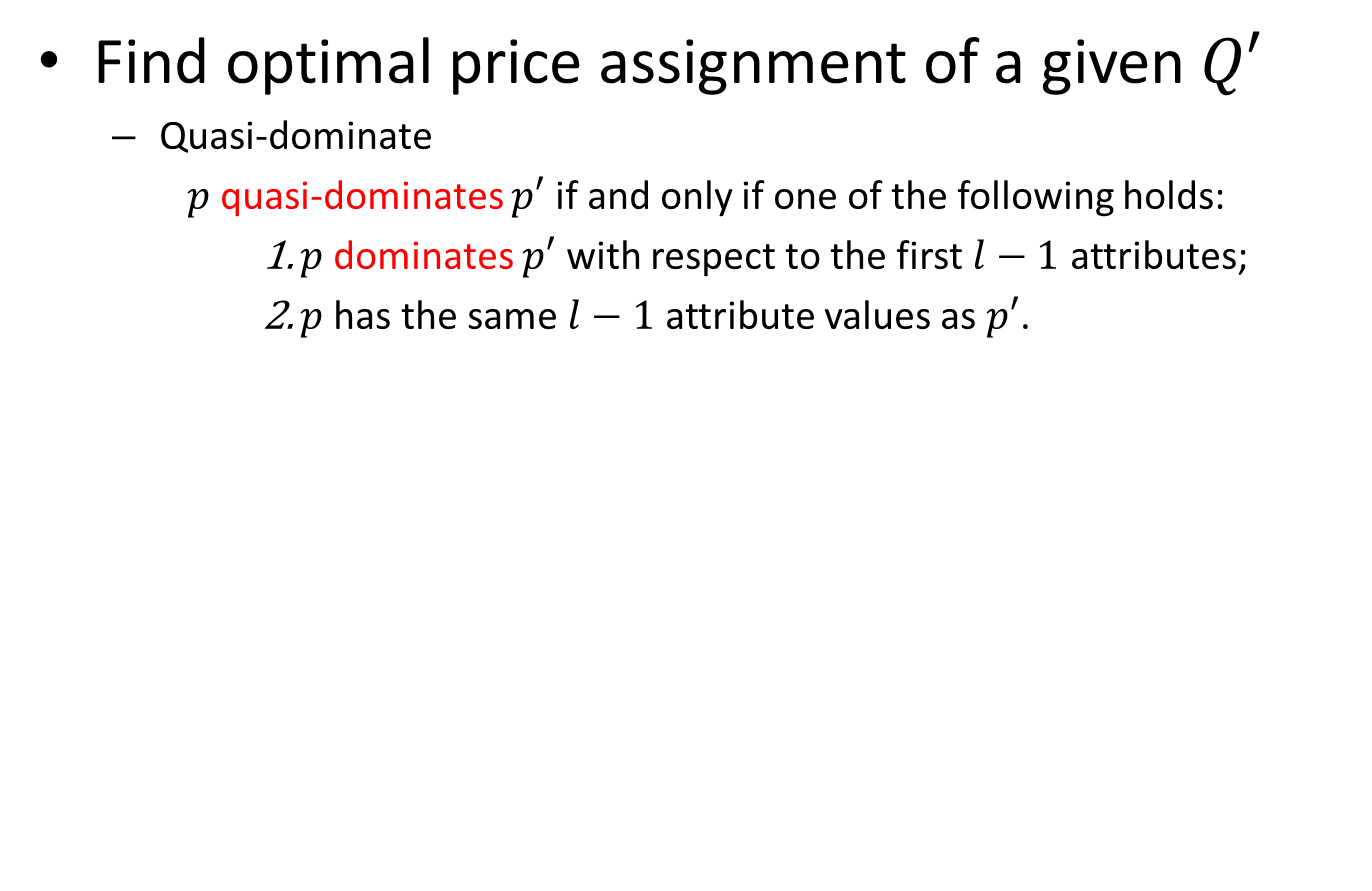 • Find optimal price assignment of a given 𝑄′
– Quasi-dominate
𝑝 quasi-dominates 𝑝′ if and only if one of the following holds:
1. 𝑝 dominates 𝑝′ with respect to the first 𝑙 − 1 attributes;
2. 𝑝 has the same 𝑙 − 1 attribute values as 𝑝′.